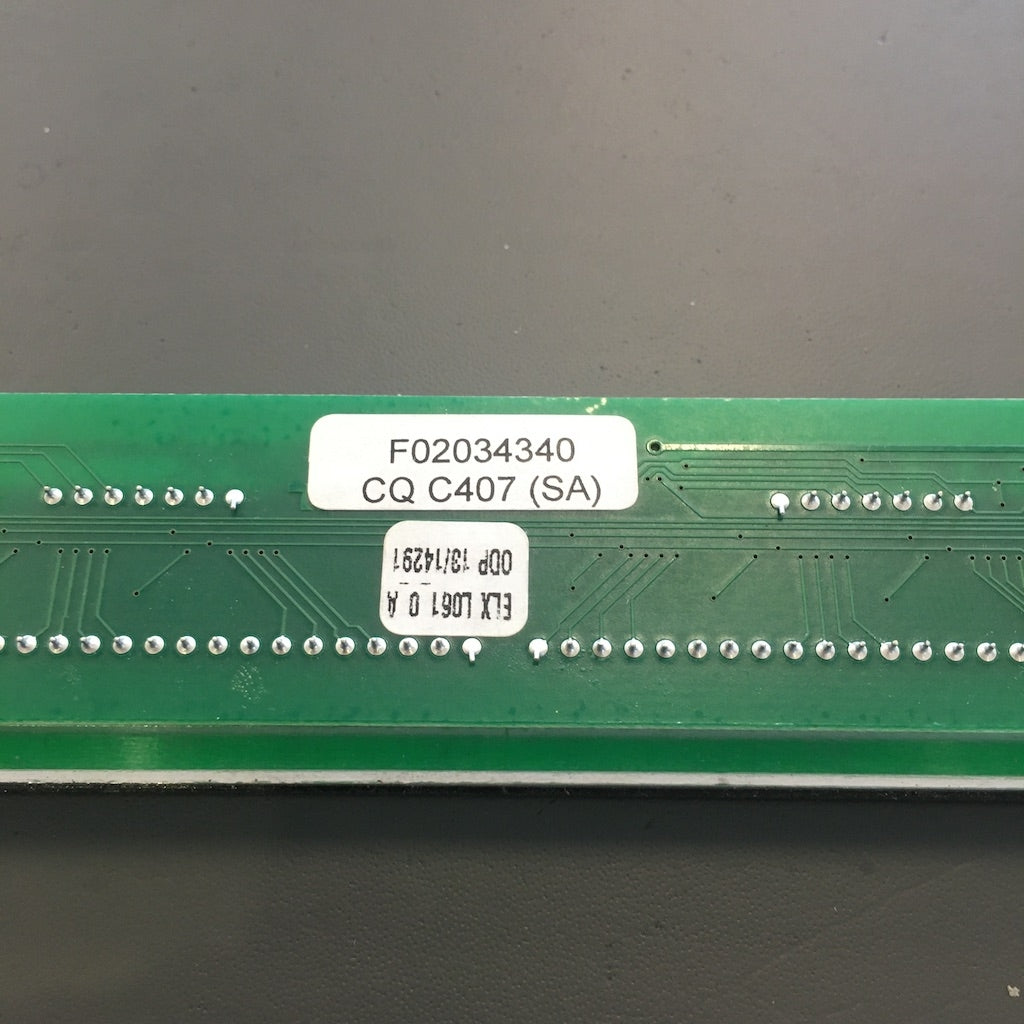 F02034340
CQ C407 (SA)
ELX L061 0 A
ODP 13/14291